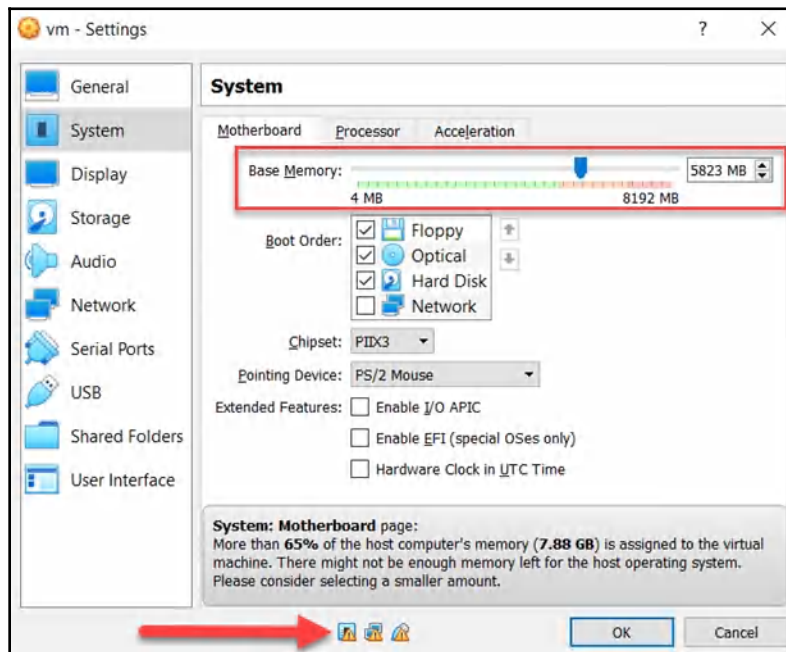 vm - Settings ?
General
System
Display
Storage
Audio
Network
Serial Ports
USB
Shared Folders
User Interface
System
Motherboard Processor Acceleration
Base Memory: 5823 MB
4 MB 8192 MB
Boot Order: Floppy
Optical
Hard Disk
Network
Chipset: PIIX3
Pointing Device: PS/2 Mouse
Extended Features: Enable I/O APIC
Enable EFI (special OSes only)
Hardware Clock in UTC Time
System: Motherboard page:
More than 65% of the host computer's memory (7.88 GB) is assigned to the virtual
machine. There might not be enough memory left for the host operating system.
Please consider selecting a smaller amount.
OK Cancel